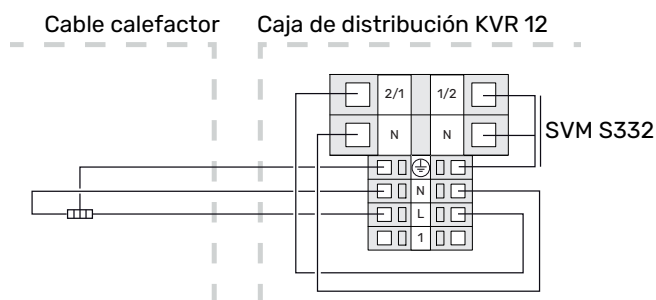 Cable calefactor
Caja de distribución KVR 12
2/1 1/2
N N
SVM S332
N
L
1